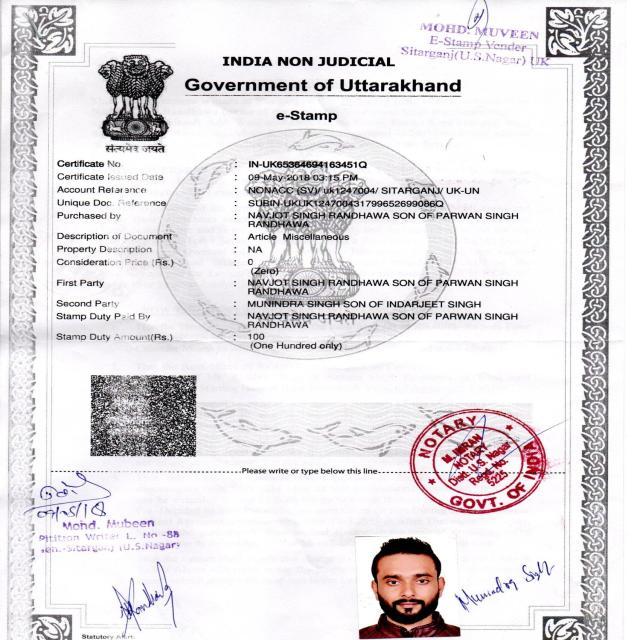 MOHD. MUVEEN
E-Stamp Vender
Sitarganj(U.S.Nagar) UK
सत्यमेव जयते
INDIA NON JUDICIAL
Government of Uttarakhand
e-Stamp
Certificate No. : IN-UK65364694163451Q
Certificate Issued Date : 09-May-2018 03:15 PM
Account Reference : NONACC (SV)/ uk1247004/ SITARGANJ/ UK-UN
Unique Doc. Reference : SUBIN-UKUK124700431799652699086Q
Purchased by : NAVJOT SINGH RANDHAWA SON OF PARWAN SINGH
RANDHAWA
Description of Document : Article Miscellaneous
Property Description : NA
Consideration Price (Rs.) : 0
(Zero)
First Party : NAVJOT SINGH RANDHAWA SON OF PARWAN SINGH
RANDHAWA
Second Party : MUNINDRA SINGH SON OF INDARJEET SINGH
Stamp Duty Paid By : NAVJOT SINGH RANDHAWA SON OF PARWAN SINGH
RANDHAWA
Stamp Duty Amount(Rs.) : 100
(One Hundred only)
NOTARY
M. IMRAN
NOTARY
Distt. U.S. Nagar
Regd. No.
5225
GOVT. OF INDIA
Please write or type below this line
Mohd. Mubeen
Pitition Writer L. No -88
Sitarganj (U.S.Nagar)
Munindra Singh
Statutory Alert: